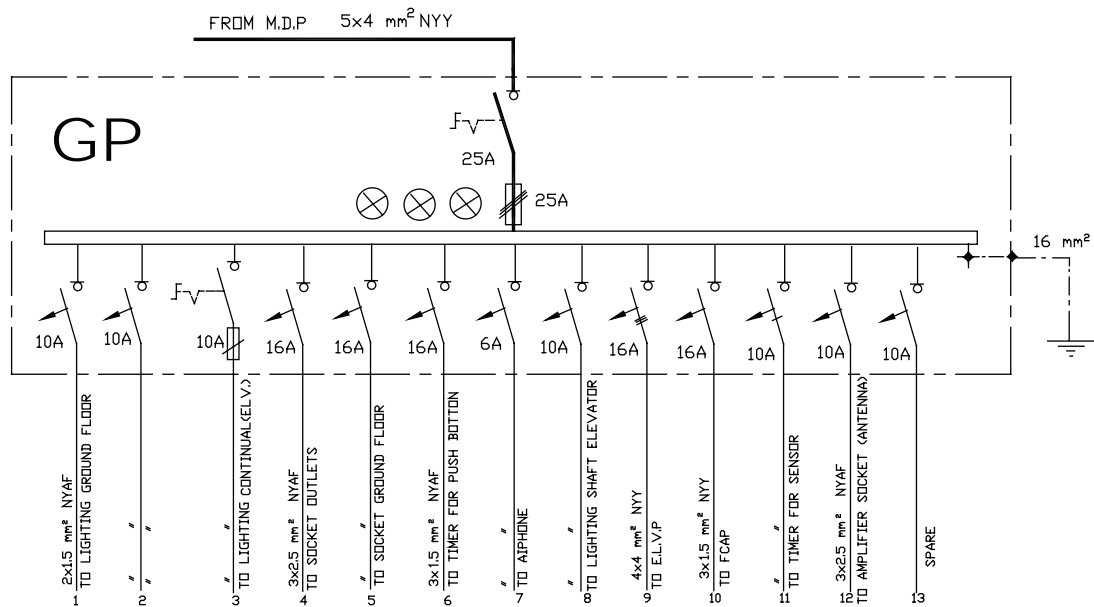 FROM M.D.P 5x4 mm² NYY
GP
25A
25A
16 mm²
10A
10A
10A
16A
16A
16A
6A
10A
16A
16A
10A
10A
10A
2x1.5 mm² NYAF
TO LIGHTING GROUND FLOOR
〃 〃
〃 〃
〃
〃 TO LIGHTING CONTINUAL(EL.V.)
3x2.5 mm² NYAF
TO SOCKET OUTLETS
〃
〃 TO SOCKET GROUND FLOOR
3x1.5 mm² NYAF
TO TIMER FOR PUSH BOTTON
〃
〃 TO AIPHONE
〃
〃 TO LIGHTING SHAFT ELEVATOR
4x4 mm² NYY
TO E.L.V.P
3x1.5 mm² NYY
TO FCAP
〃
〃 TO TIMER FOR SENSOR
3x2.5 mm² NYAF
TO AMPLIFIER SOCKET (ANTENNA)
SPARE
1 2 3 4 5 6 7 8 9 10 11 12 13